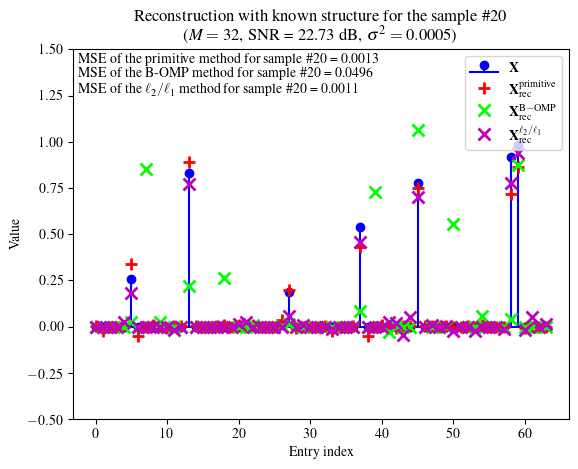 Reconstruction with known structure for the sample #20
(M = 32, SNR = 22.73 dB, σ² = 0.0005)
MSE of the primitive method for sample #20 = 0.0013
MSE of the B-OMP method for sample #20 = 0.0496
MSE of the ℓ₂/ℓ₁ method for sample #20 = 0.0011
X
X_rec^primitive
X_rec^B−OMP
X_rec^ℓ₂/ℓ₁
1.50
1.25
1.00
0.75
0.50
0.25
0.00
−0.25
−0.50
Value
0 10 20 30 40 50 60
Entry index